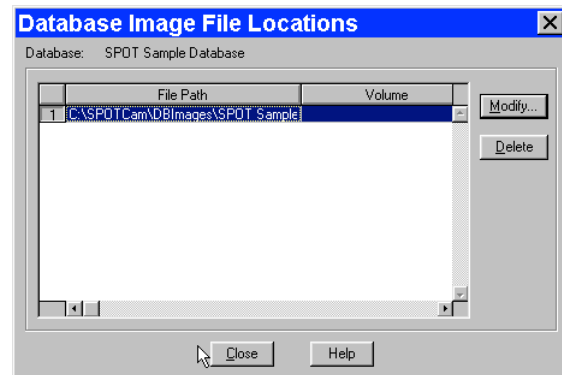 Database Image File Locations
Database: SPOT Sample Database
File Path Volume
1 C:\SPOTCam\DBImages\SPOT Sample
Modify...
Delete
Close Help